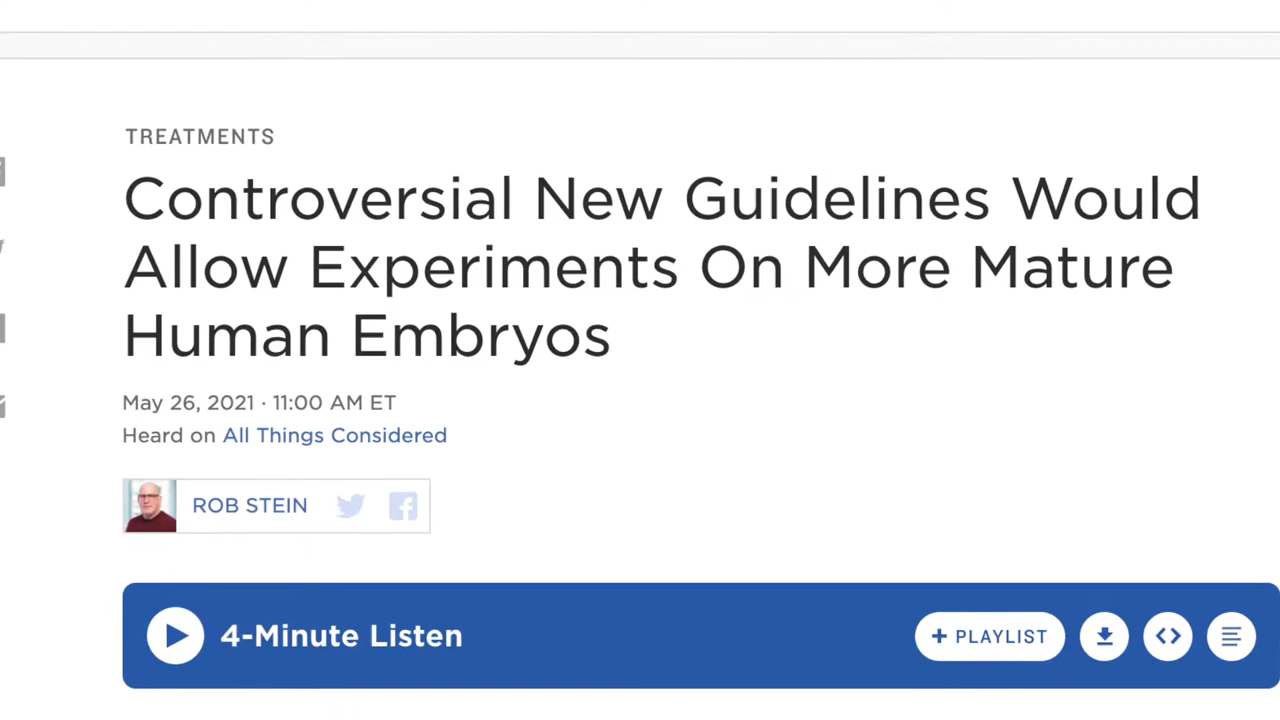 TREATMENTS
Controversial New Guidelines Would
Allow Experiments On More Mature
Human Embryos
May 26, 2021 · 11:00 AM ET
Heard on All Things Considered
ROB STEIN
4-Minute Listen
+ PLAYLIST